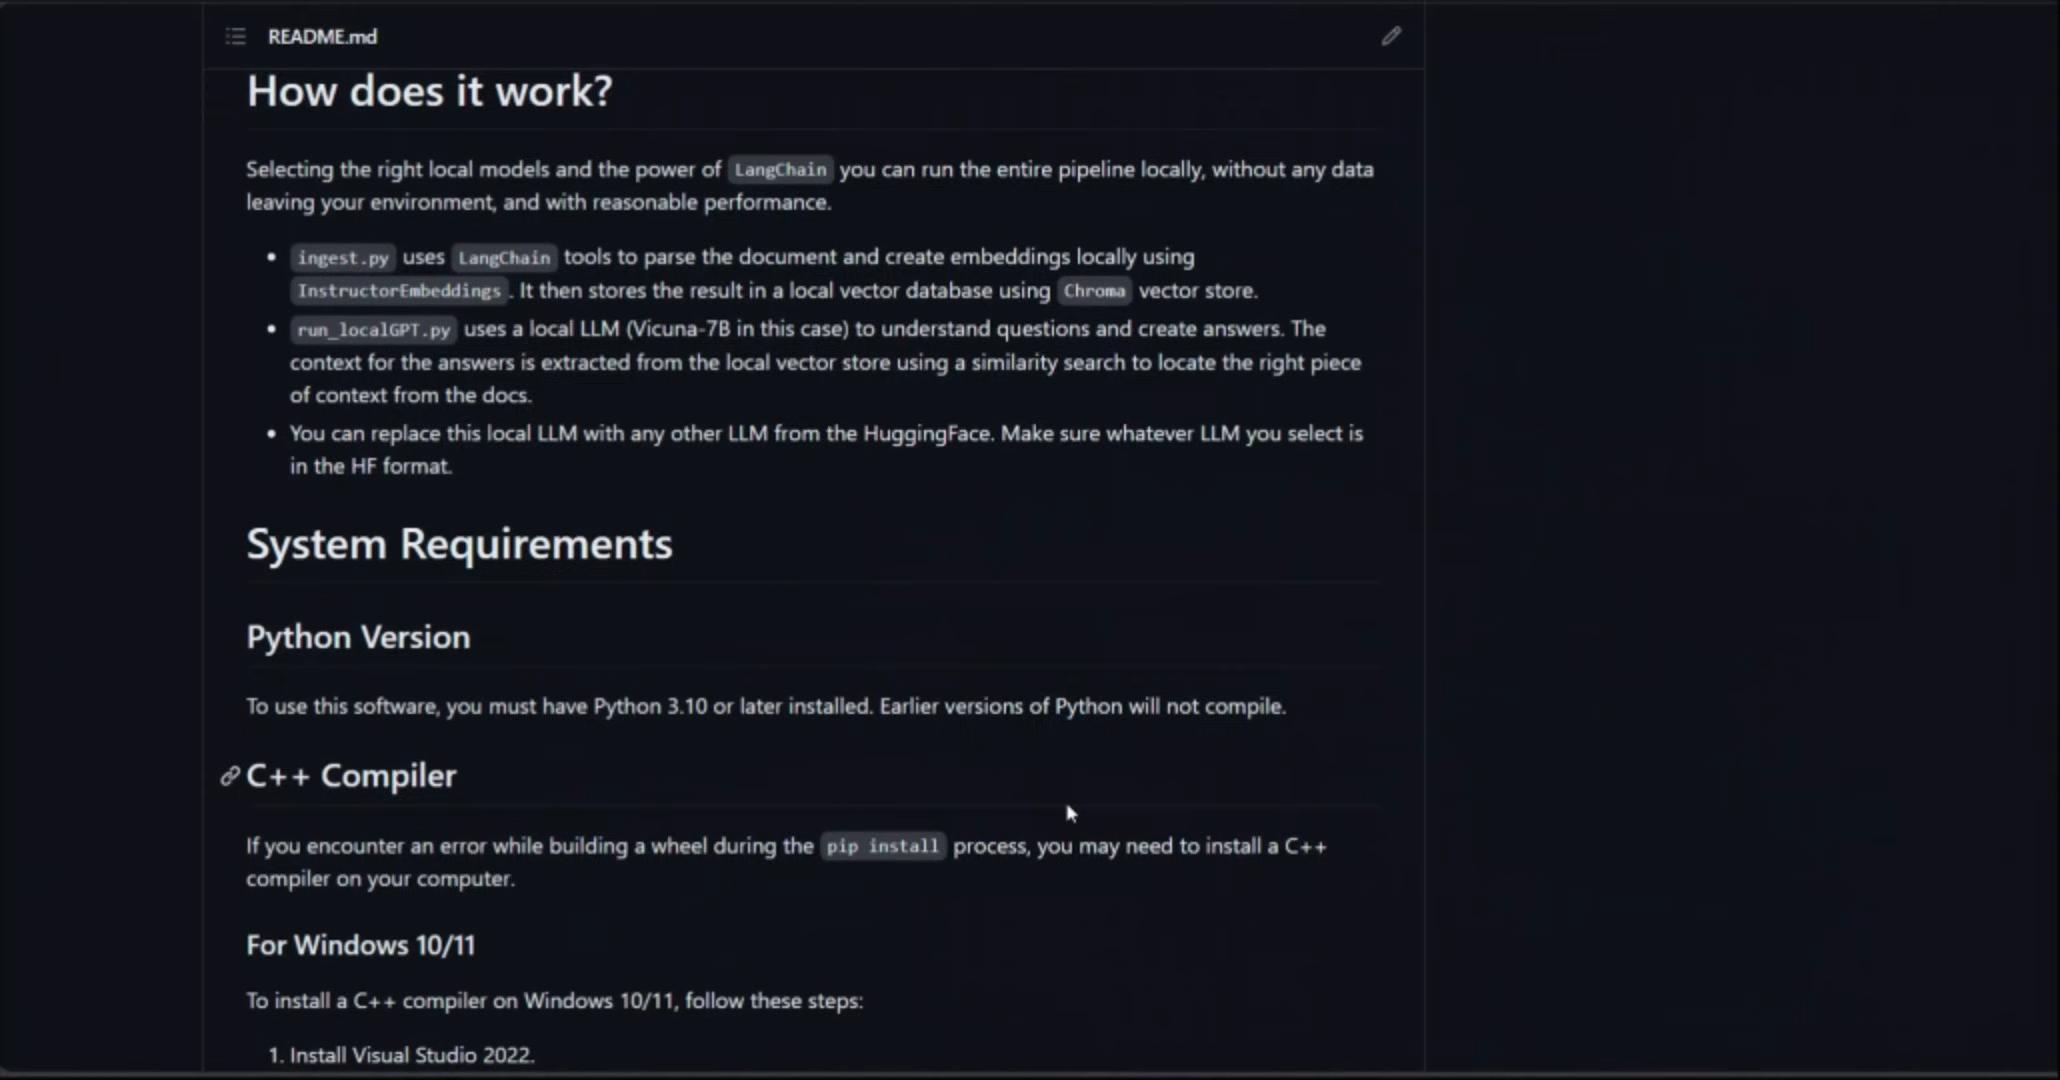 README.md
How does it work?
Selecting the right local models and the power of LangChain you can run the entire pipeline locally, without any data
leaving your environment, and with reasonable performance.
• ingest.py uses LangChain tools to parse the document and create embeddings locally using
InstructorEmbeddings . It then stores the result in a local vector database using Chroma vector store.
• run_localGPT.py uses a local LLM (Vicuna-7B in this case) to understand questions and create answers. The
context for the answers is extracted from the local vector store using a similarity search to locate the right piece
of context from the docs.
• You can replace this local LLM with any other LLM from the HuggingFace. Make sure whatever LLM you select is
in the HF format.
System Requirements
Python Version
To use this software, you must have Python 3.10 or later installed. Earlier versions of Python will not compile.
C++ Compiler
If you encounter an error while building a wheel during the pip install process, you may need to install a C++
compiler on your computer.
For Windows 10/11
To install a C++ compiler on Windows 10/11, follow these steps:
1. Install Visual Studio 2022.